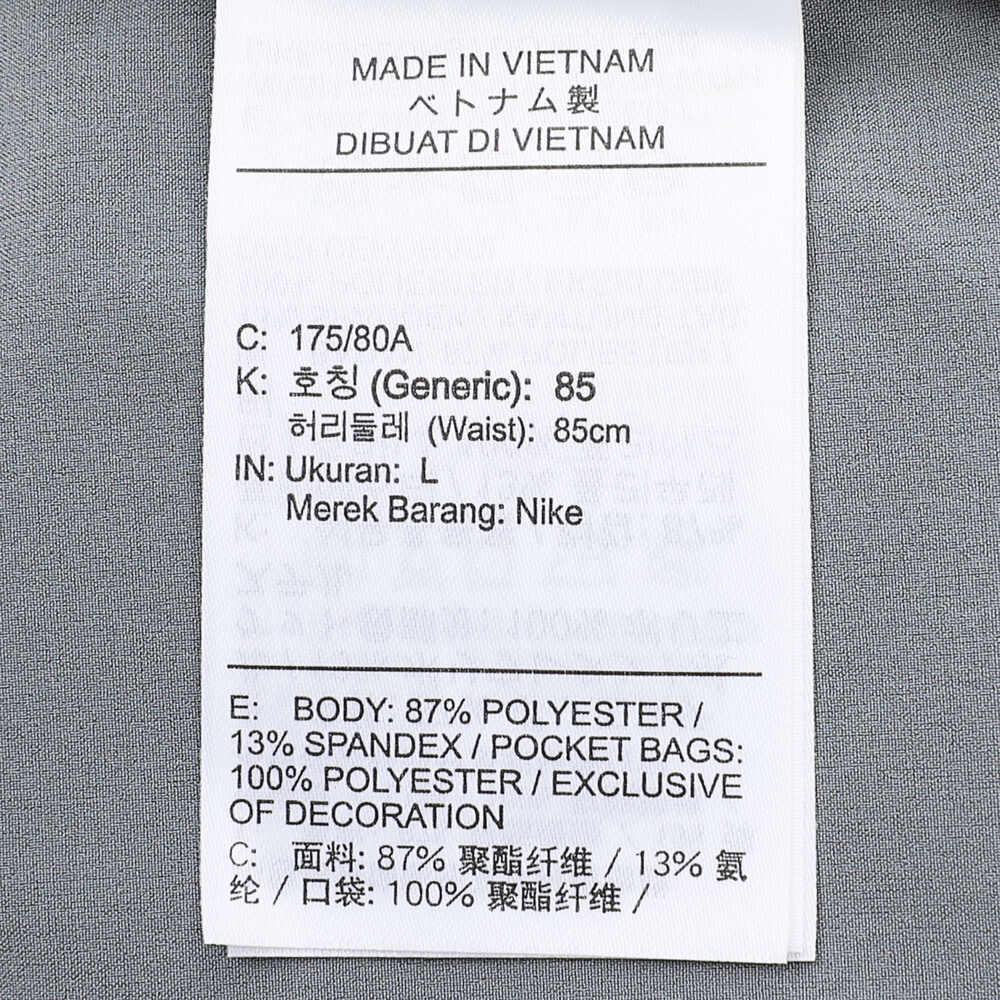 MADE IN VIETNAM
ベトナム製
DIBUAT DI VIETNAM
C: 175/80A
K: 호칭 (Generic): 85
허리둘레 (Waist): 85cm
IN: Ukuran: L
Merek Barang: Nike
E: BODY: 87% POLYESTER /
13% SPANDEX / POCKET BAGS:
100% POLYESTER / EXCLUSIVE
OF DECORATION
C: 面料: 87% 聚酯纤维 / 13% 氨
纶 / 口袋: 100% 聚酯纤维 /